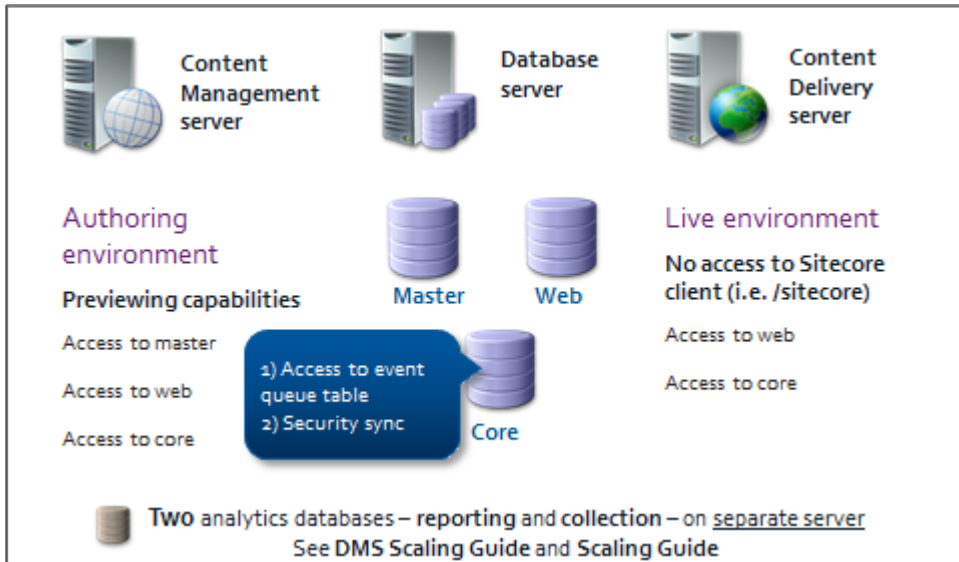 Content
Management
server
Database
server
Content
Delivery
server
Authoring
environment
Previewing capabilities
Access to master
Access to web
Access to core
Master
Web
1) Access to event
queue table
2) Security sync
Core
Live environment
No access to Sitecore
client (i.e. /sitecore)
Access to web
Access to core
Two analytics databases – reporting and collection – on separate server
See DMS Scaling Guide and Scaling Guide